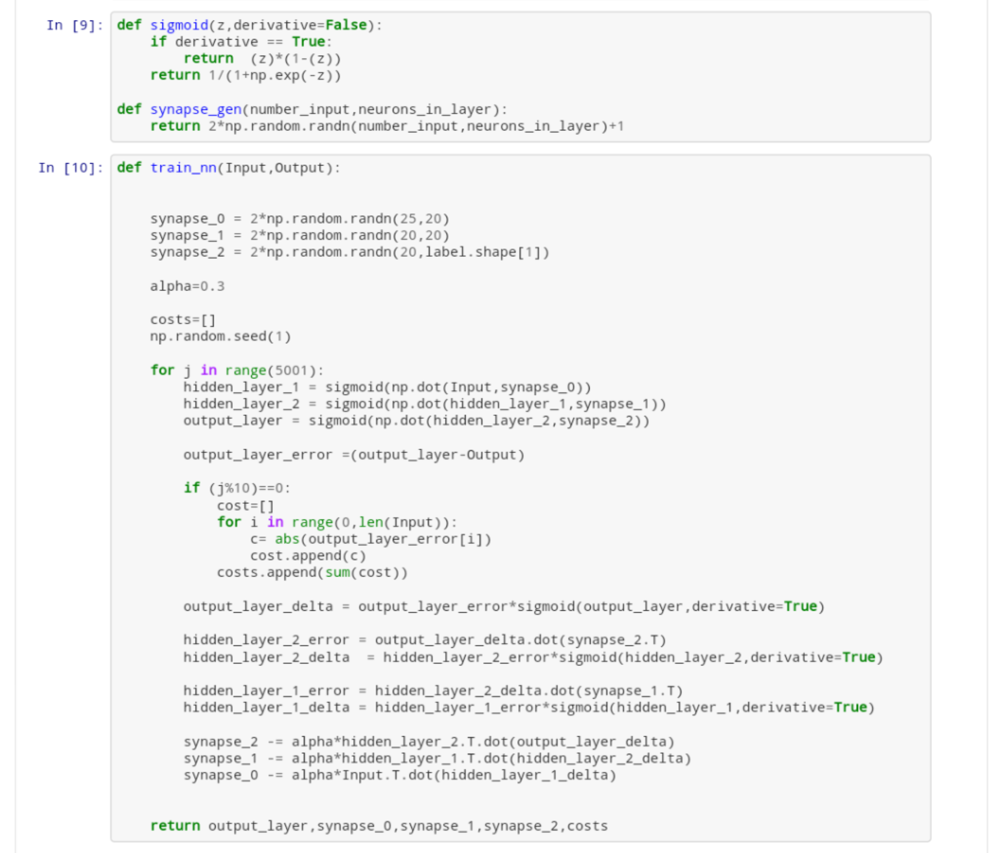 In [9]: def sigmoid(z,derivative=False):
    if derivative == True:
        return  (z)*(1-(z))
    return 1/(1+np.exp(-z))

def synapse_gen(number_input,neurons_in_layer):
    return 2*np.random.randn(number_input,neurons_in_layer)+1

In [10]: def train_nn(Input,Output):


    synapse_0 = 2*np.random.randn(25,20)
    synapse_1 = 2*np.random.randn(20,20)
    synapse_2 = 2*np.random.randn(20,label.shape[1])

    alpha=0.3

    costs=[]
    np.random.seed(1)

    for j in range(5001):
        hidden_layer_1 = sigmoid(np.dot(Input,synapse_0))
        hidden_layer_2 = sigmoid(np.dot(hidden_layer_1,synapse_1))
        output_layer = sigmoid(np.dot(hidden_layer_2,synapse_2))

        output_layer_error =(output_layer-Output)

        if (j%10)==0:
            cost=[]
            for i in range(0,len(Input)):
                c= abs(output_layer_error[i])
                cost.append(c)
            costs.append(sum(cost))

        output_layer_delta = output_layer_error*sigmoid(output_layer,derivative=True)

        hidden_layer_2_error = output_layer_delta.dot(synapse_2.T)
        hidden_layer_2_delta  = hidden_layer_2_error*sigmoid(hidden_layer_2,derivative=True)

        hidden_layer_1_error = hidden_layer_2_delta.dot(synapse_1.T)
        hidden_layer_1_delta = hidden_layer_1_error*sigmoid(hidden_layer_1,derivative=True)

        synapse_2 -= alpha*hidden_layer_2.T.dot(output_layer_delta)
        synapse_1 -= alpha*hidden_layer_1.T.dot(hidden_layer_2_delta)
        synapse_0 -= alpha*Input.T.dot(hidden_layer_1_delta)


    return output_layer,synapse_0,synapse_1,synapse_2,costs